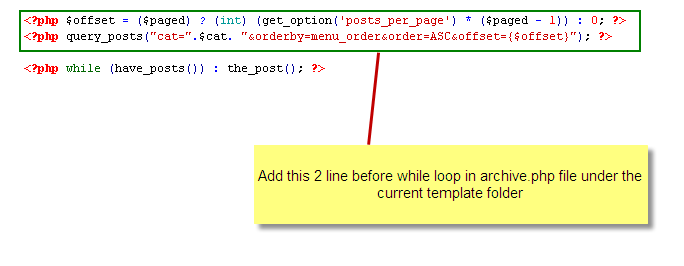 <?php $offset = ($paged) ? (int) (get_option('posts_per_page') * ($paged - 1)) : 0; ?>
<?php query_posts("cat=".$cat. "&orderby=menu_order&order=ASC&offset={$offset}"); ?>
<?php while (have_posts()) : the_post(); ?>
Add this 2 line before while loop in archive.php file under the
current template folder